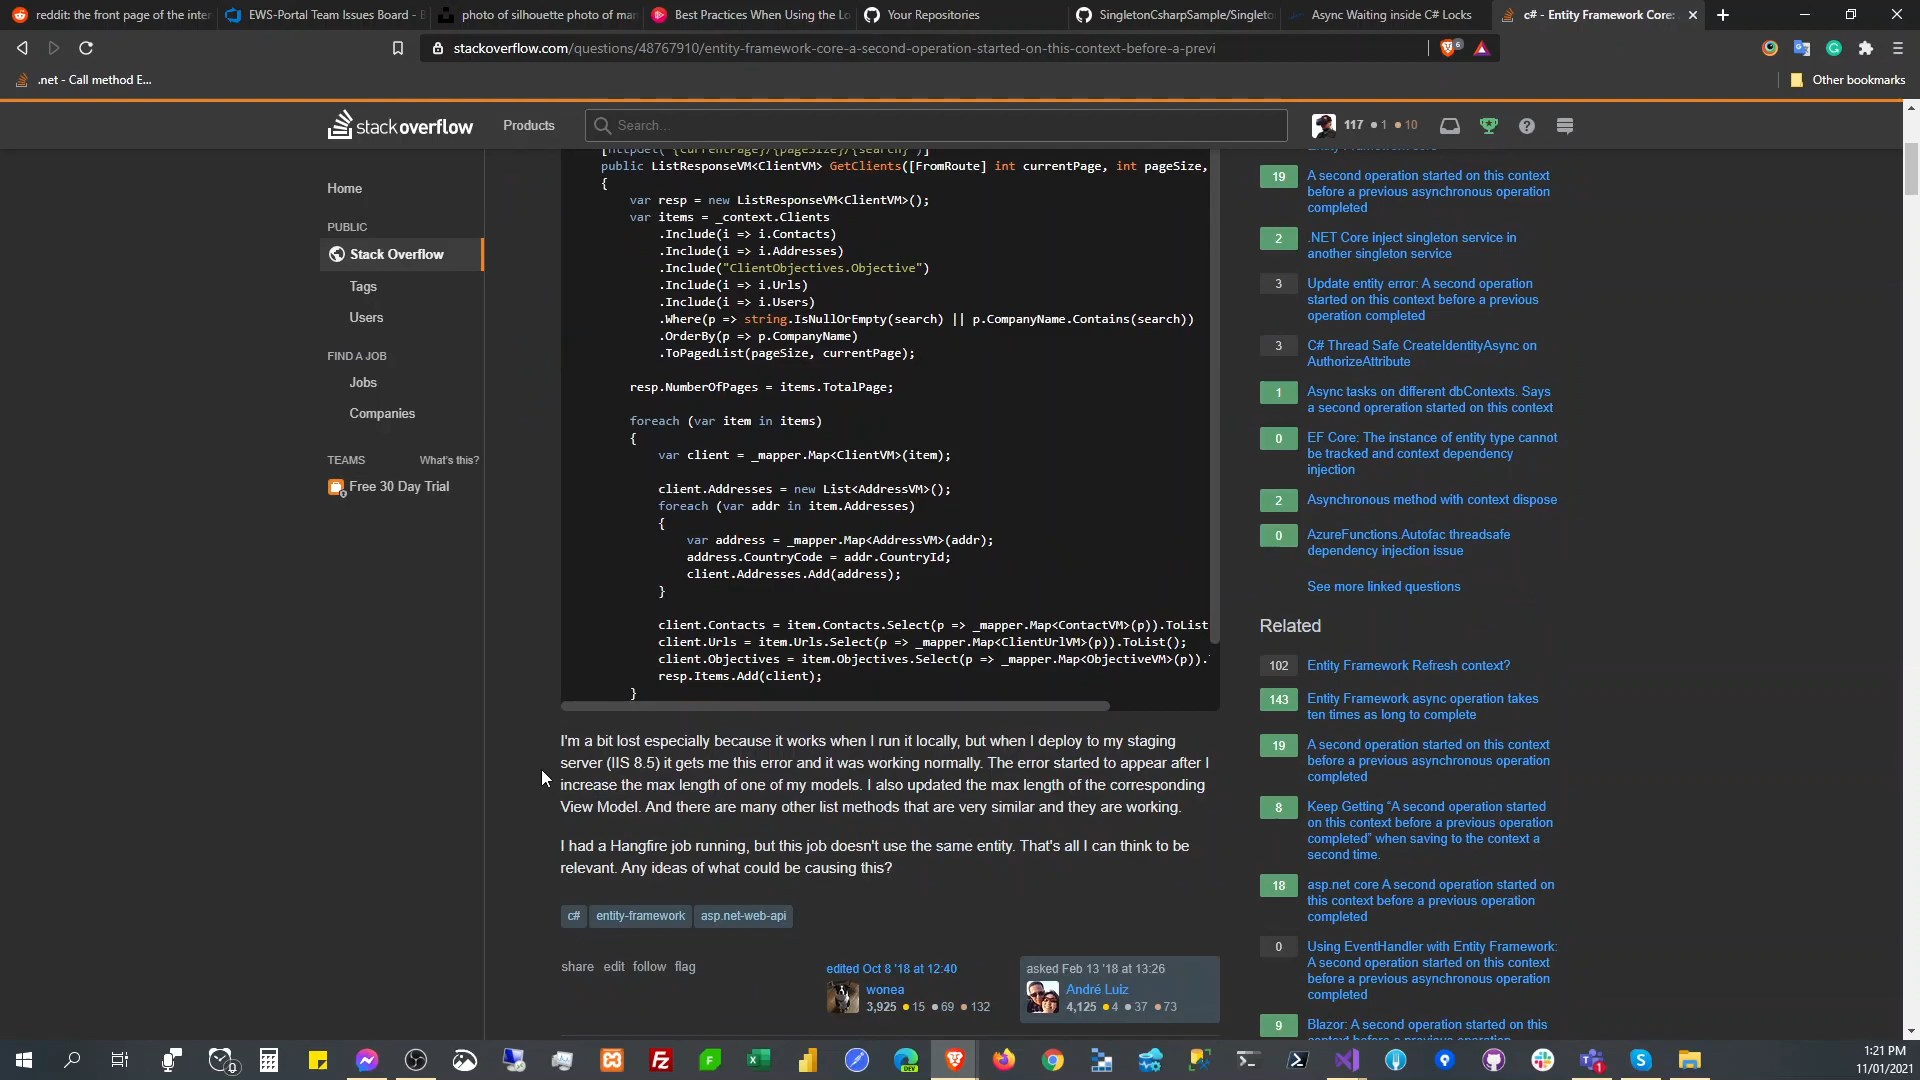 reddit: the front page of the inter
EWS-Portal Team Issues Board -
photo of silhouette photo of man
Best Practices When Using the Lo
Your Repositories
SingletonCsharpSample/Singleto
Async Waiting inside C# Locks
c# - Entity Framework Core:
stackoverflow.com/questions/48767910/entity-framework-core-a-second-operation-started-on-this-context-before-a-previ
6
.net - Call method E...
Other bookmarks
stackoverflow
Products
Search...
117 1 10
Home
PUBLIC
Stack Overflow
Tags
Users
FIND A JOB
Jobs
Companies
TEAMS What's this?
Free 30 Day Trial
[HttpGet("{currentPage}/{pageSize}/{search}")]
public ListResponseVM<ClientVM> GetClients([FromRoute] int currentPage, int pageSize,
{
var resp = new ListResponseVM<ClientVM>();
var items = _context.Clients
.Include(i => i.Contacts)
.Include(i => i.Addresses)
.Include("ClientObjectives.Objective")
.Include(i => i.Urls)
.Include(i => i.Users)
.Where(p => string.IsNullOrEmpty(search) || p.CompanyName.Contains(search))
.OrderBy(p => p.CompanyName)
.ToPagedList(pageSize, currentPage);
resp.NumberOfPages = items.TotalPage;
foreach (var item in items)
{
var client = _mapper.Map<ClientVM>(item);
client.Addresses = new List<AddressVM>();
foreach (var addr in item.Addresses)
{
var address = _mapper.Map<AddressVM>(addr);
address.CountryCode = addr.CountryId;
client.Addresses.Add(address);
}
client.Contacts = item.Contacts.Select(p => _mapper.Map<ContactVM>(p)).ToList
client.Urls = item.Urls.Select(p => _mapper.Map<ClientUrlVM>(p)).ToList();
client.Objectives = item.Objectives.Select(p => _mapper.Map<ObjectiveVM>(p)).
resp.Items.Add(client);
}
I'm a bit lost especially because it works when I run it locally, but when I deploy to my staging
server (IIS 8.5) it gets me this error and it was working normally. The error started to appear after I
increase the max length of one of my models. I also updated the max length of the corresponding
View Model. And there are many other list methods that are very similar and they are working.
I had a Hangfire job running, but this job doesn't use the same entity. That's all I can think to be
relevant. Any ideas of what could be causing this?
c# entity-framework asp.net-web-api
share edit follow flag
edited Oct 8 '18 at 12:40
wonea
3,925 15 69 132
asked Feb 13 '18 at 13:26
André Luiz
4,125 4 37 73
19 A second operation started on this context
before a previous asynchronous operation
completed
2 .NET Core inject singleton service in
another singleton service
3 Update entity error: A second operation
started on this context before a previous
operation completed
3 C# Thread Safe CreateIdentityAsync on
AuthorizeAttribute
1 Async tasks on different dbContexts. Says
a second opreration started on this context
0 EF Core: The instance of entity type cannot
be tracked and context dependency
injection
2 Asynchronous method with context dispose
0 AzureFunctions.Autofac threadsafe
dependency injection issue
See more linked questions
Related
102 Entity Framework Refresh context?
143 Entity Framework async operation takes
ten times as long to complete
19 A second operation started on this context
before a previous asynchronous operation
completed
8 Keep Getting “A second operation started
on this context before a previous operation
completed” when saving to the context a
second time.
18 asp.net core A second operation started on
this context before a previous operation
completed
0 Using EventHandler with Entity Framework:
A second operation started on this context
before a previous asynchronous operation
completed
9 Blazor: A second operation started on this
1:21 PM
11/01/2021